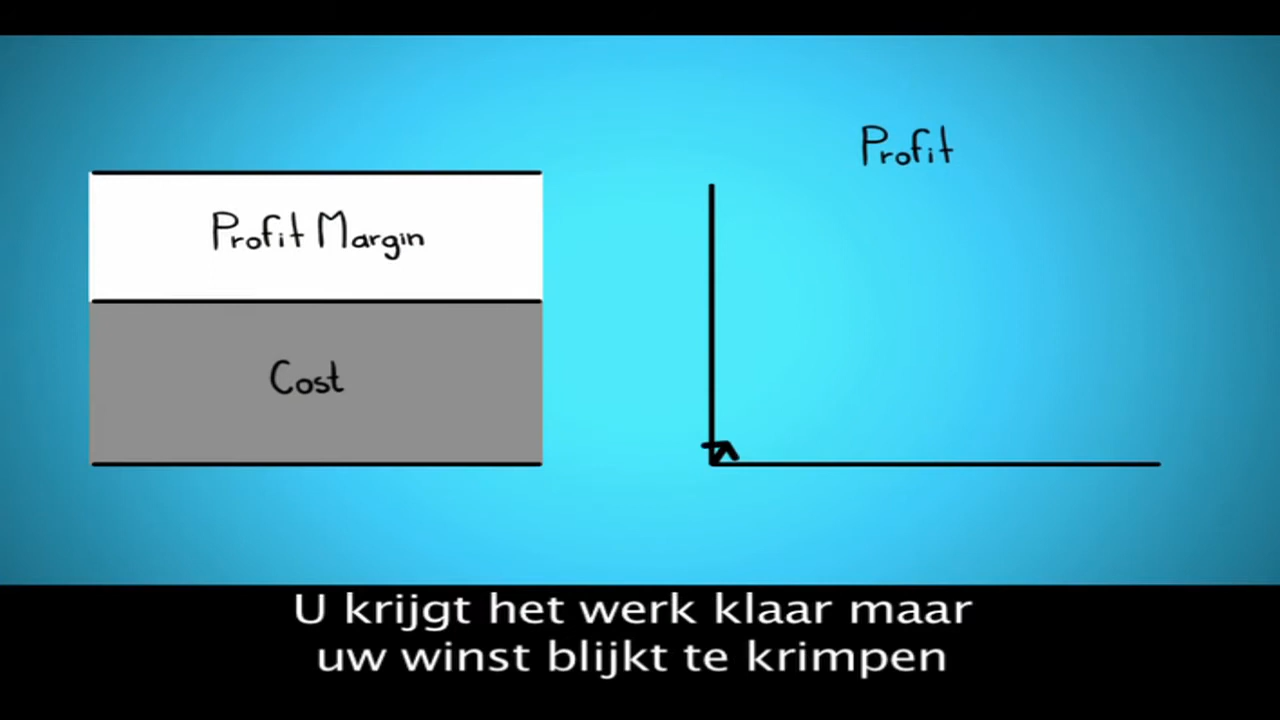 Profit
Profit Margin
Cost
U krijgt het werk klaar maar
uw winst blijkt te krimpen